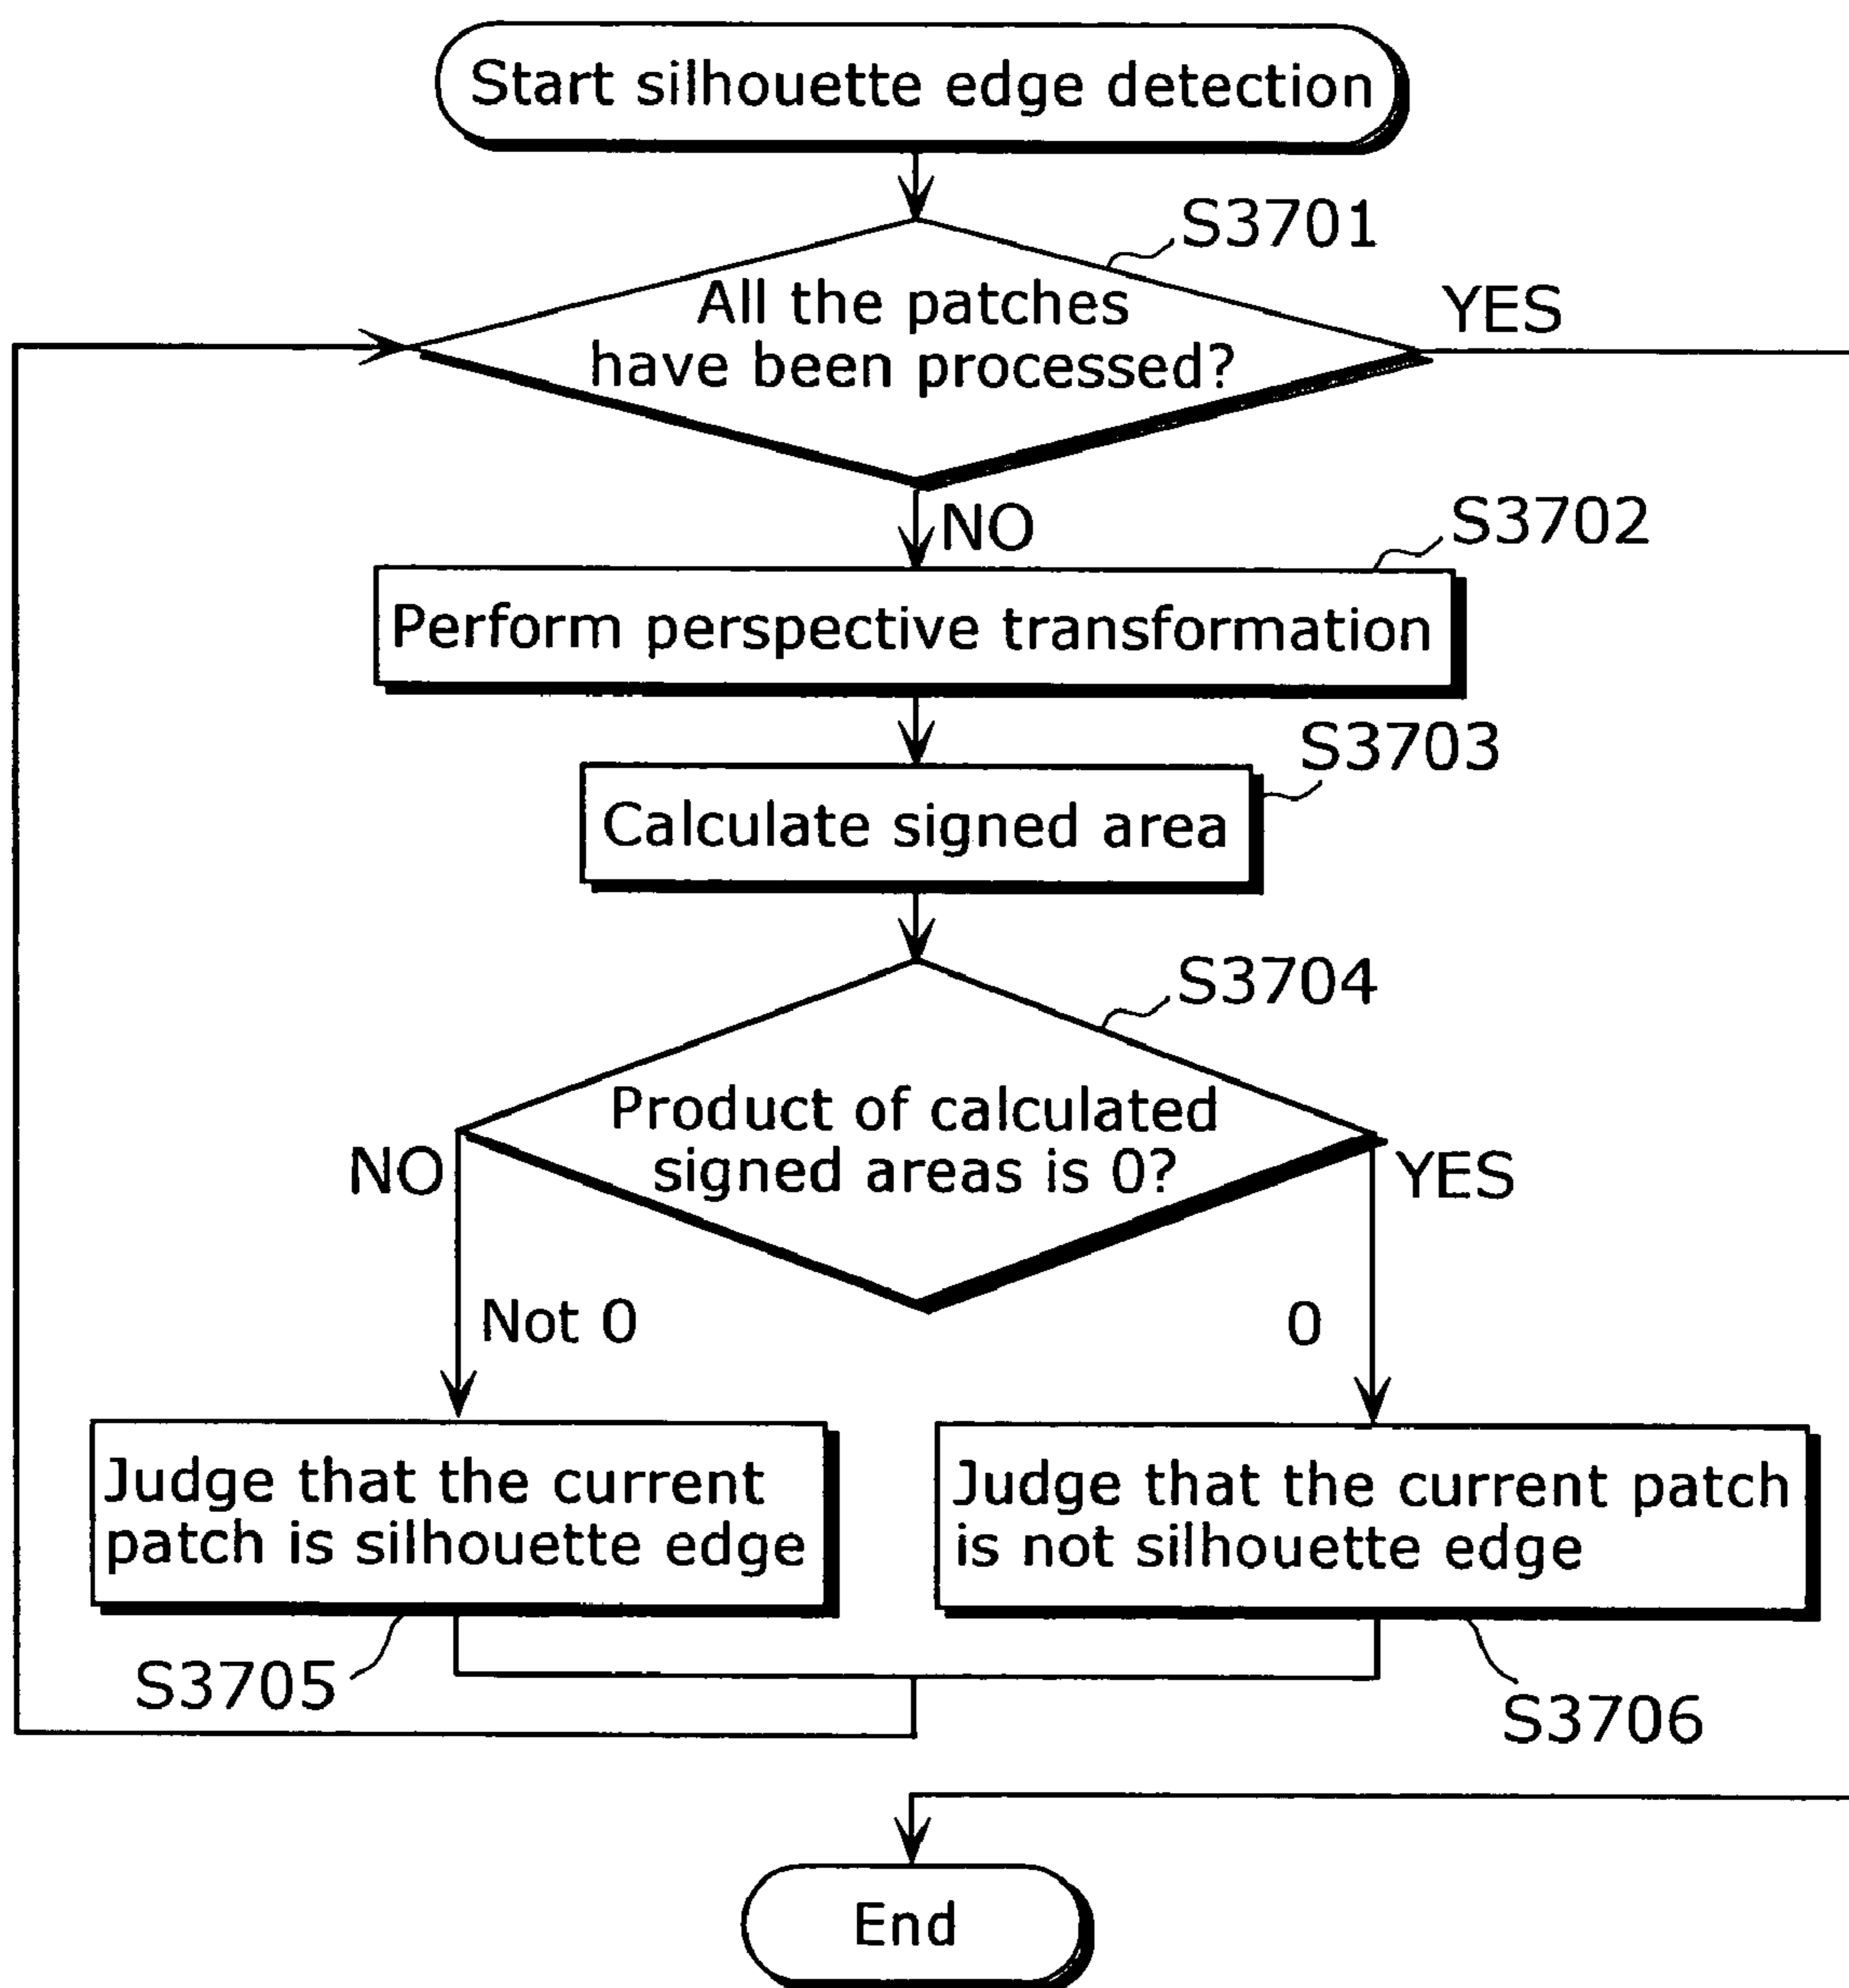 Start silhouette edge detection
S3701
All the patches
have been processed?
YES
NO
S3702
Perform perspective transformation
S3703
Calculate signed area
S3704
Product of calculated
signed areas is 0?
NO
YES
Not 0
0
Judge that the current
patch is silhouette edge
Judge that the current patch
is not silhouette edge
S3705
S3706
End